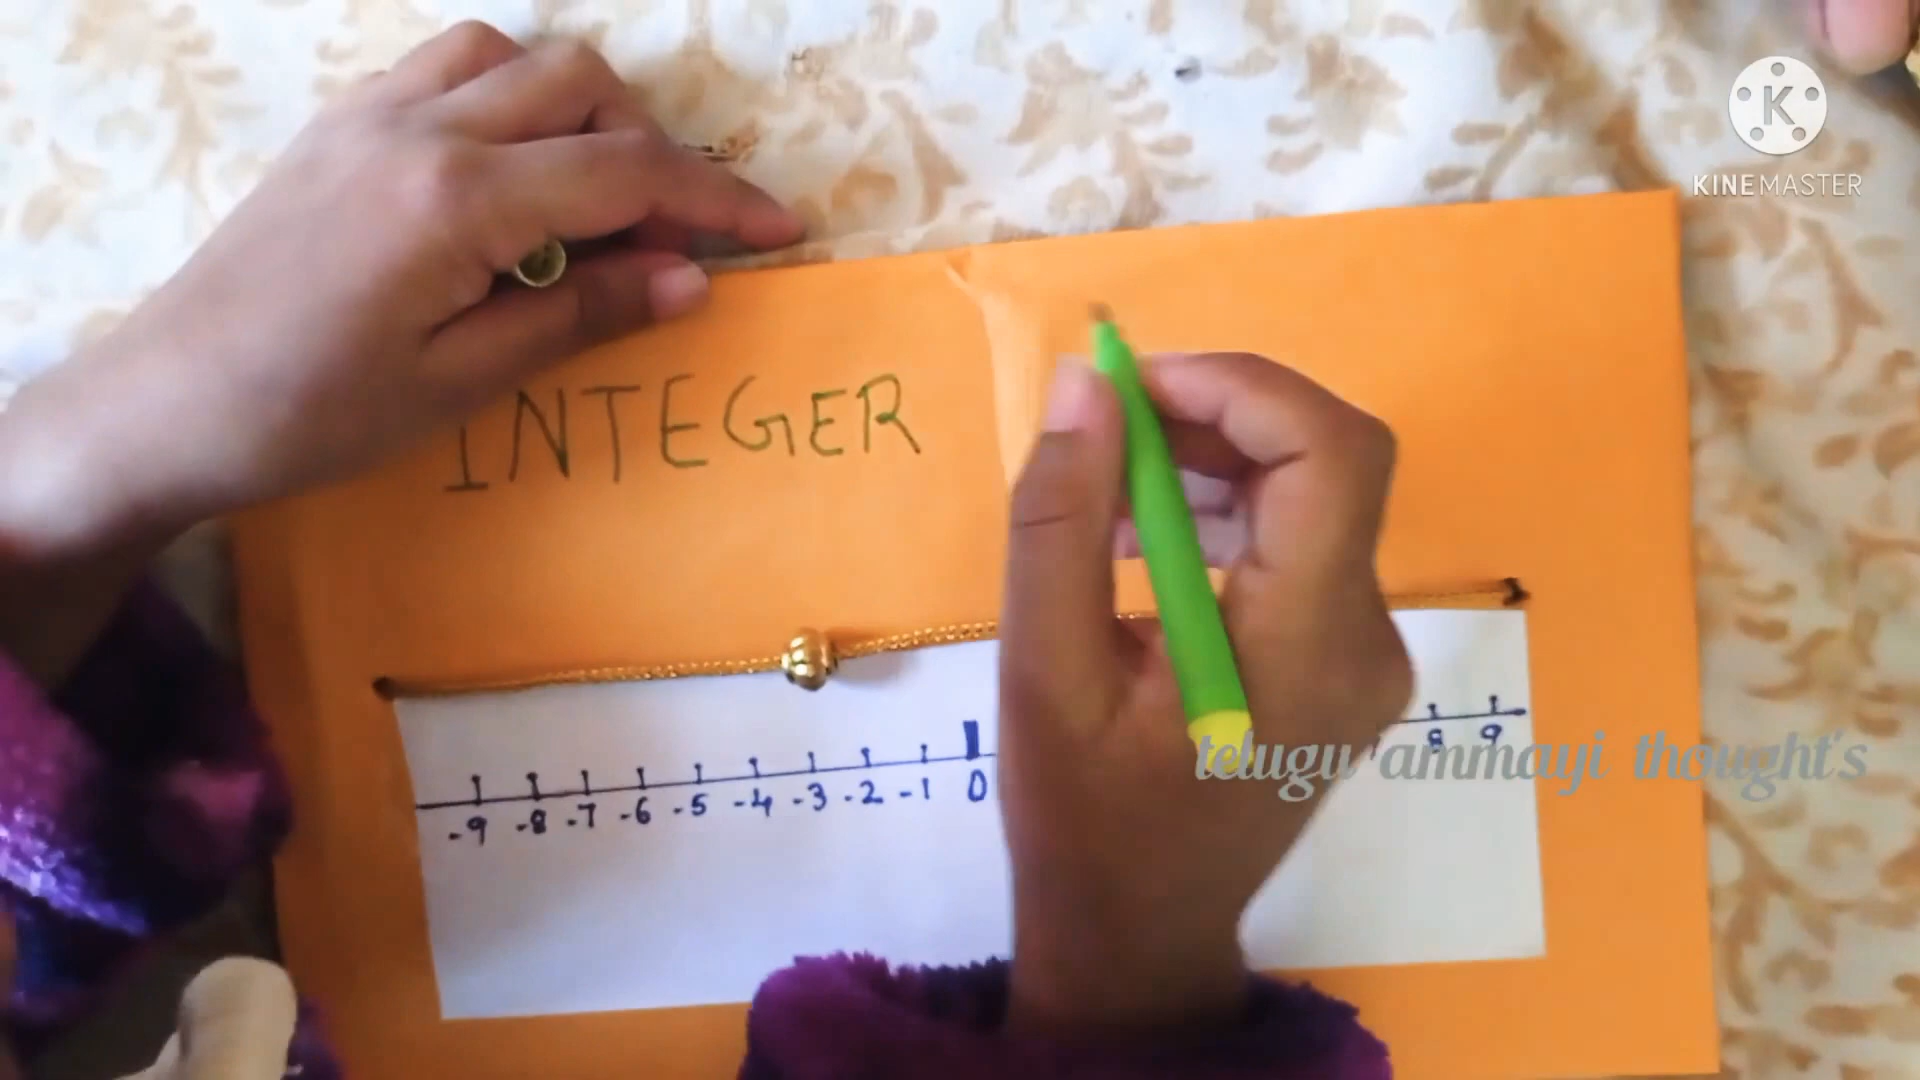 K
KINEMASTER
INTEGER
8 9
-9 -8 -7 -6 -5 -4 -3 -2 -1 0
telugu ammayi thought's